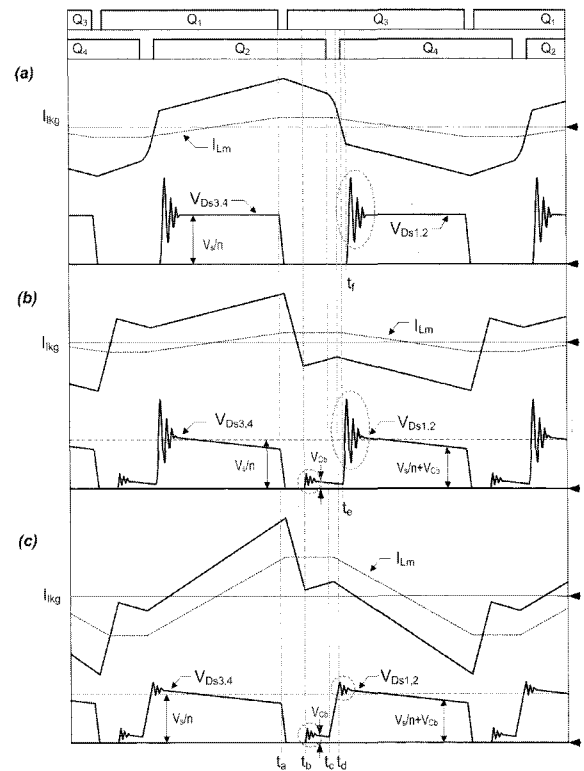 Q3 Q1 Q3 Q1
Q4 Q2 Q4 Q2
(a)
Ilkg
ILm
VDs3,4
VDs1,2
Vs/n
tf
(b)
ILm
Ilkg
VDs3,4
VDs1,2
Vs/n
VCb
Vs/n+VCb
te
(c)
ILm
Ilkg
VDs3,4
VDs1,2
Vs/n
VCb
Vs/n+VCb
ta tb tc td